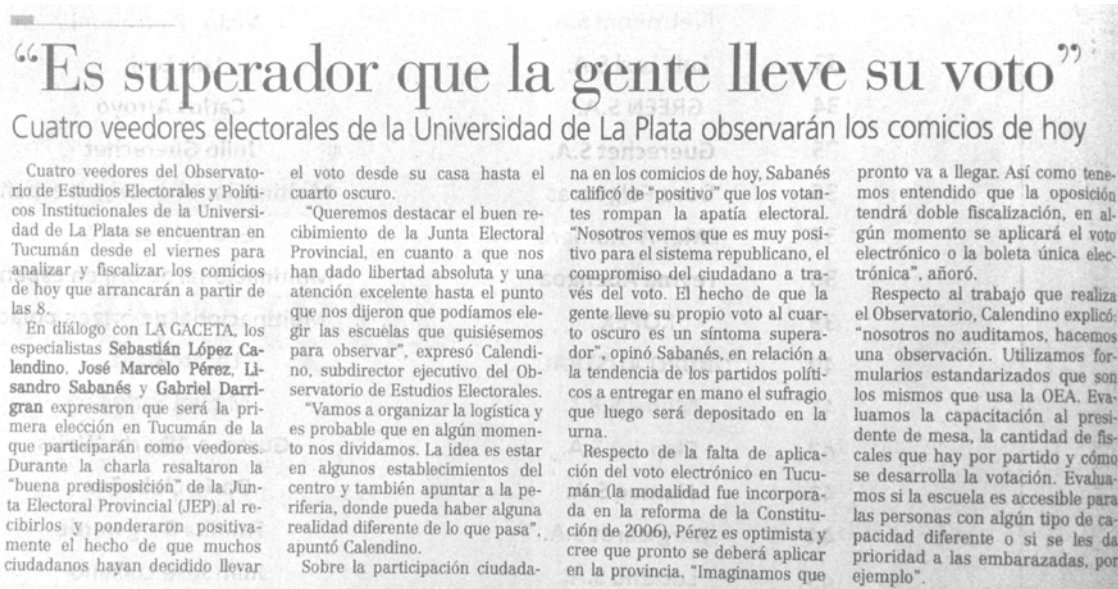 “Es superador que la gente lleve su voto”
Cuatro veedores electorales de la Universidad de La Plata observarán los comicios de hoy
Cuatro veedores del Observato-
rio de Estudios Electorales y Políti-
cos Institucionales de la Universi-
dad de La Plata se encuentran en
Tucumán desde el viernes para
analizar y fiscalizar los comicios
de hoy que arrancarán a partir de
las 8.
En diálogo con LA GACETA, los
especialistas Sebastián López Ca-
lendino, José Marcelo Pérez, Li-
sandro Sabanés y Gabriel Darri-
gran expresaron que será la pri-
mera elección en Tucumán de la
que participarán como veedores.
Durante la charla resaltaron la
“buena predisposición” de la Jun-
ta Electoral Provincial (JEP) al re-
cibirlos y ponderaron positiva-
mente el hecho de que muchos
ciudadanos hayan decidido llevar
el voto desde su casa hasta el
cuarto oscuro.
“Queremos destacar el buen re-
cibimiento de la Junta Electoral
Provincial, en cuanto a que nos
han dado libertad absoluta y una
atención excelente hasta el punto
que nos dijeron que podíamos ele-
gir las escuelas que quisiésemos
para observar”, expresó Calendi-
no, subdirector ejecutivo del Ob-
servatorio de Estudios Electorales.
“Vamos a organizar la logística y
es probable que en algún momen-
to nos dividamos. La idea es estar
en algunos establecimientos del
centro y también apuntar a la pe-
riferia, donde pueda haber alguna
realidad diferente de lo que pasa”,
apuntó Calendino.
Sobre la participación ciudada-
na en los comicios de hoy, Sabanés
calificó de “positivo” que los votan-
tes rompan la apatía electoral.
“Nosotros vemos que es muy posi-
tivo para el sistema republicano, el
compromiso del ciudadano a tra-
vés del voto. El hecho de que la
gente lleve su propio voto al cuar-
to oscuro es un síntoma supera-
dor”, opinó Sabanés, en relación a
la tendencia de los partidos políti-
cos a entregar en mano el sufragio
que luego será depositado en la
urna.
Respecto de la falta de aplica-
ción del voto electrónico en Tucu-
mán (la modalidad fue incorpora-
da en la reforma de la Constitu-
ción de 2006), Pérez es optimista y
cree que pronto se deberá aplicar
en la provincia. “Imaginamos que
pronto va a llegar. Así como tene-
mos entendido que la oposición
tendrá doble fiscalización, en al-
gún momento se aplicará el voto
electrónico o la boleta única elec-
trónica”, añoró.
Respecto al trabajo que realiza
el Observatorio, Calendino explicó:
“nosotros no auditamos, hacemos
una observación. Utilizamos for-
mularios estandarizados que son
los mismos que usa la OEA. Eva-
luamos la capacitación al presi-
dente de mesa, la cantidad de fis-
cales que hay por partido y cómo
se desarrolla la votación. Evalua-
mos si la escuela es accesible para
las personas con algún tipo de ca-
pacidad diferente o si se les da
prioridad a las embarazadas, por
ejemplo”.